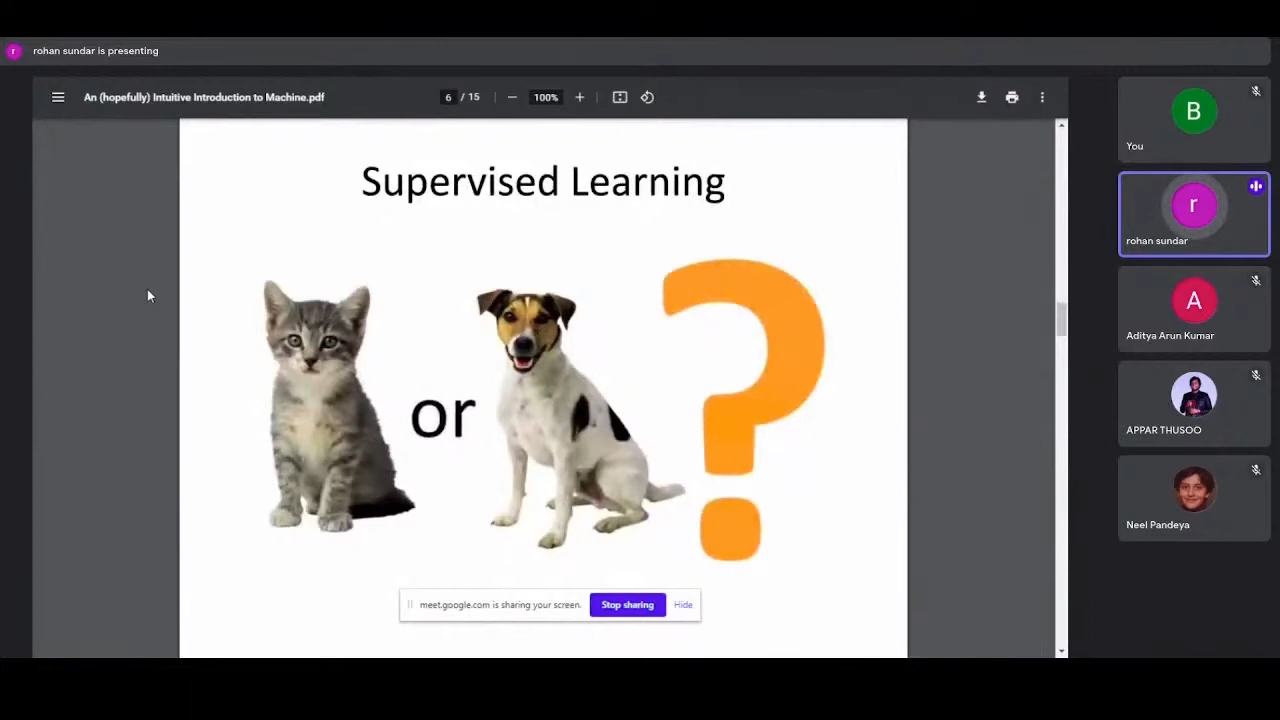 r rohan sundar is presenting
An (hopefully) Intuitive Introduction to Machine.pdf
6 / 15
100%
Supervised Learning
or
?
meet.google.com is sharing your screen.
Stop sharing
Hide
B
You
r
rohan sundar
A
Aditya Arun Kumar
APPAR THUSOO
Neel Pandeya